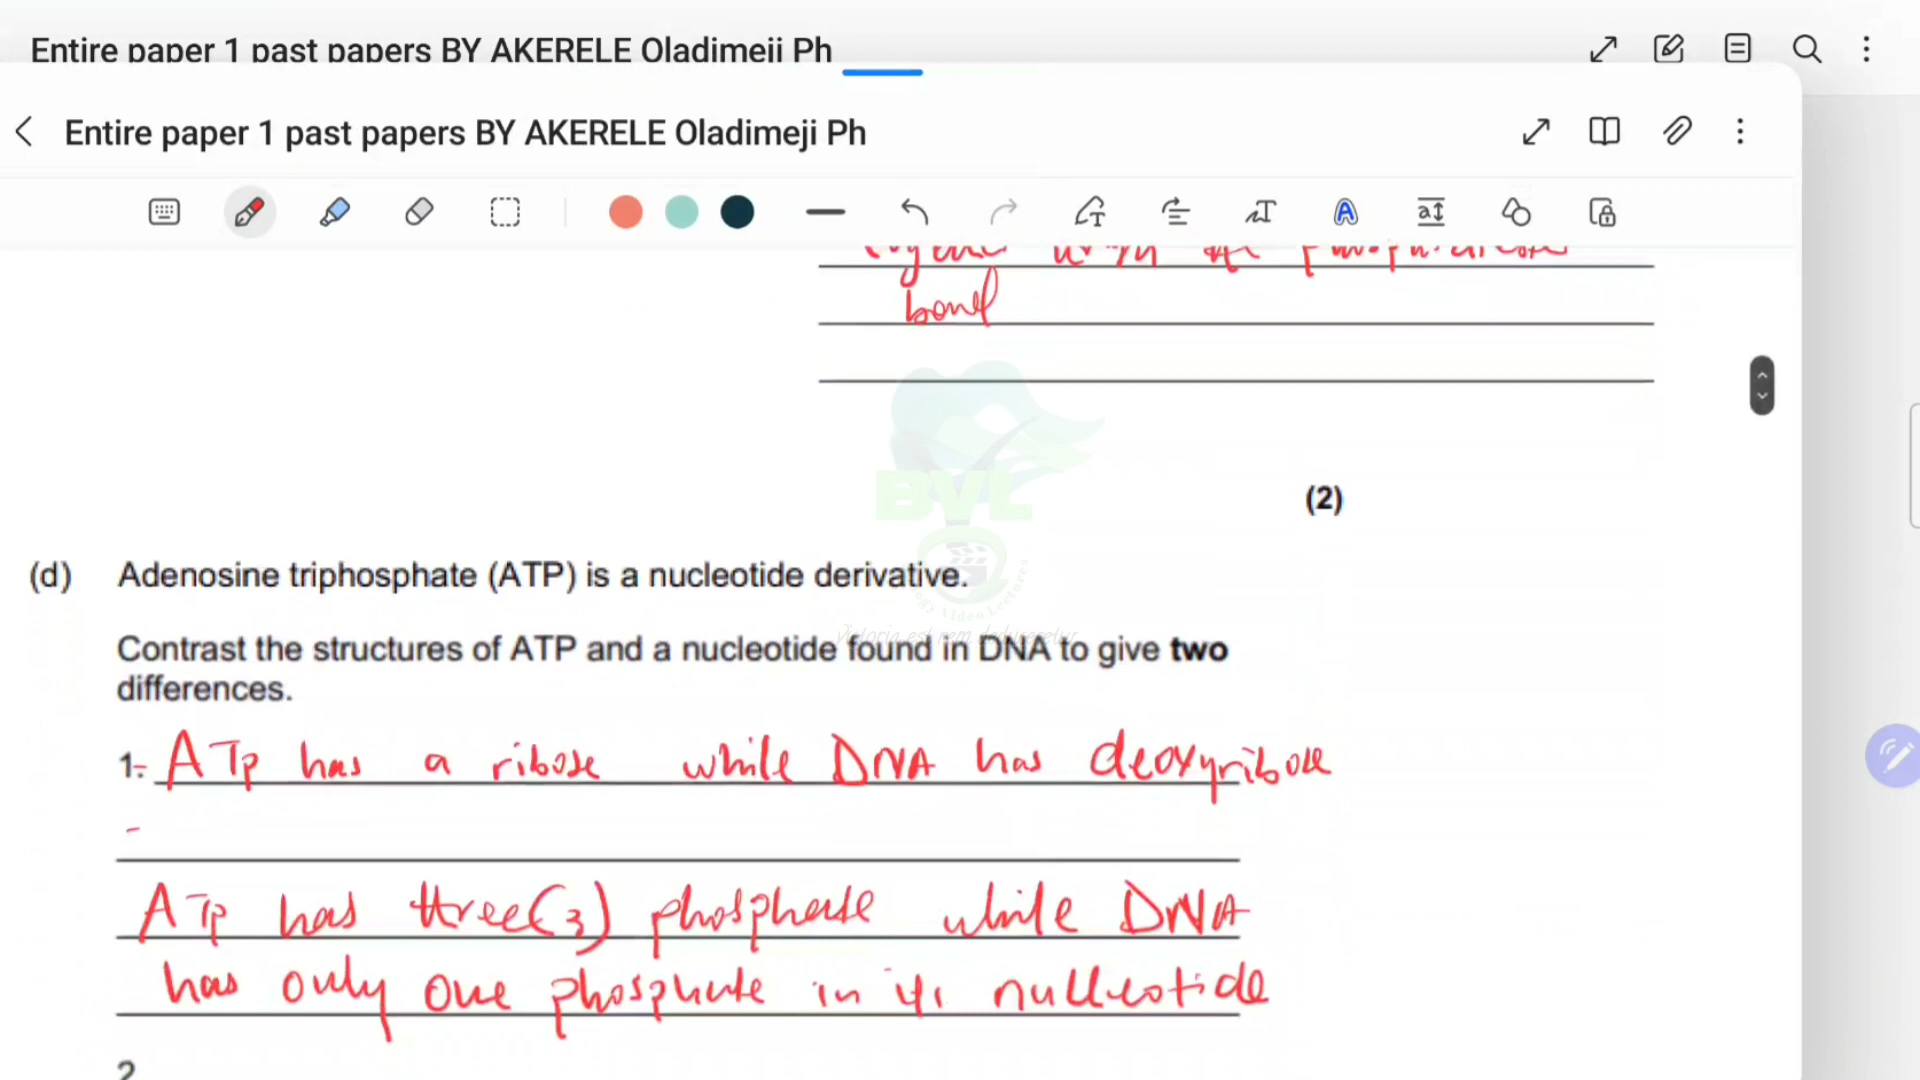 Entire paper 1 past papers BY AKERELE Oladimeji Ph
Entire paper 1 past papers BY AKERELE Oladimeji Ph
bond
BVL
(2)
(d) Adenosine triphosphate (ATP) is a nucleotide derivative.
Contrast the structures of ATP and a nucleotide found in DNA to give two
differences.
1. ATP has a ribose while DNA has deoxyribose
ATP has three(3) phosphate while DNA
has only one phosphate in its nucleotide
2